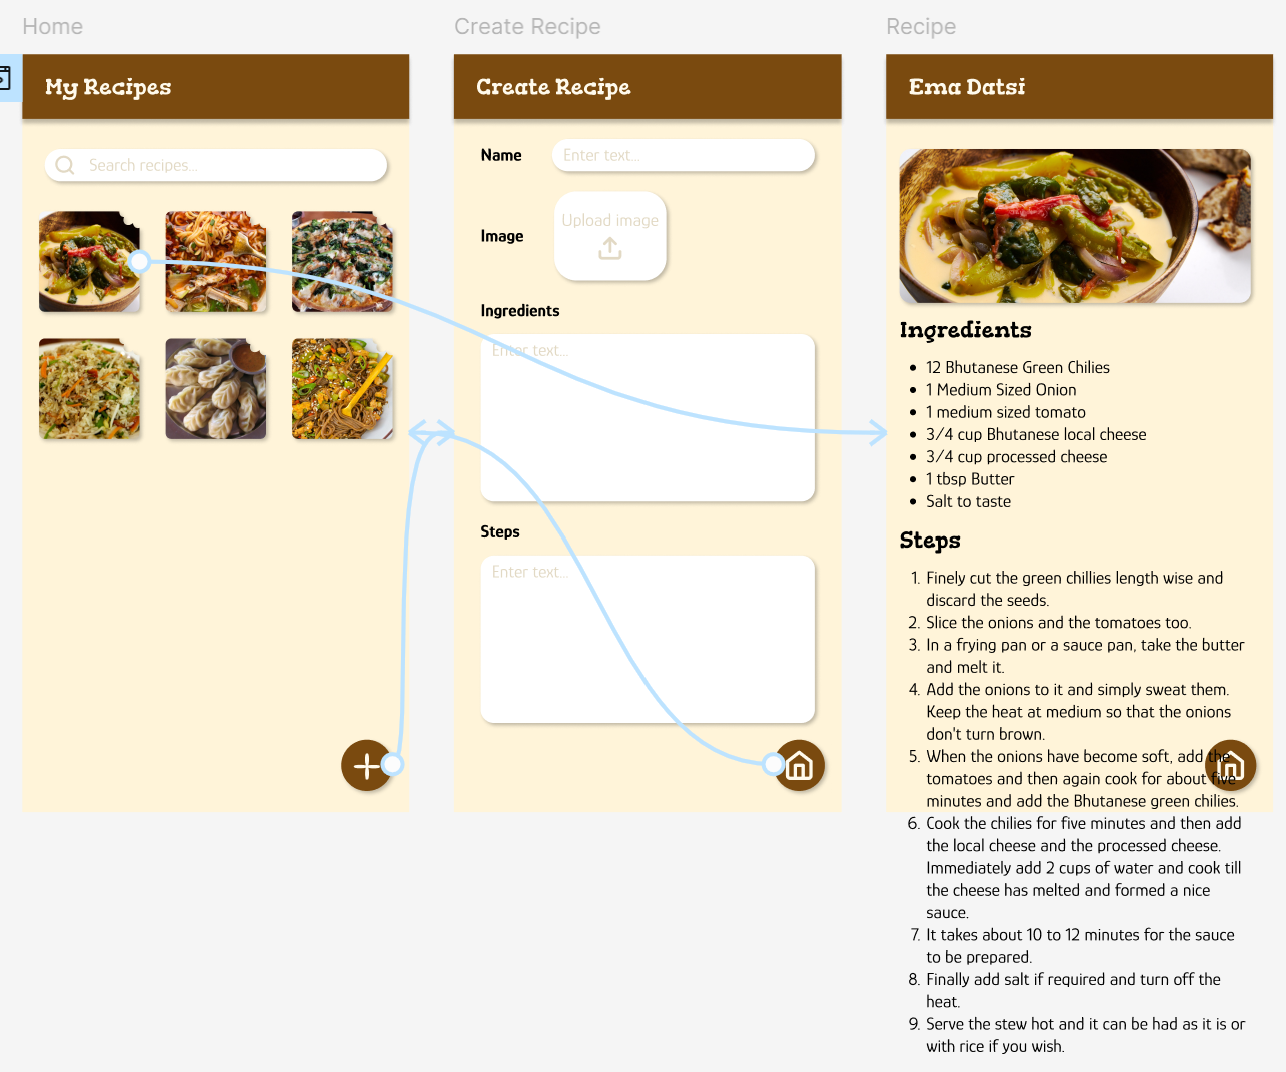 Home
My Recipes
Search recipes...
Create Recipe
Create Recipe
Name
Enter text...
Image
Upload image
Ingredients
Enter text...
Steps
Enter text...
Recipe
Ema Datsi
Ingredients
12 Bhutanese Green Chilies
1 Medium Sized Onion
1 medium sized tomato
3/4 cup Bhutanese local cheese
3/4 cup processed cheese
1 tbsp Butter
Salt to taste
Steps
1. Finely cut the green chillies length wise and
discard the seeds.
2. Slice the onions and the tomatoes too.
3. In a frying pan or a sauce pan, take the butter
and melt it.
4. Add the onions to it and simply sweat them.
Keep the heat at medium so that the onions
don't turn brown.
5. When the onions have become soft, add the
tomatoes and then again cook for about five
minutes and add the Bhutanese green chilies.
6. Cook the chilies for five minutes and then add
the local cheese and the processed cheese.
Immediately add 2 cups of water and cook till
the cheese has melted and formed a nice
sauce.
7. It takes about 10 to 12 minutes for the sauce
to be prepared.
8. Finally add salt if required and turn off the
heat.
9. Serve the stew hot and it can be had as it is or
with rice if you wish.